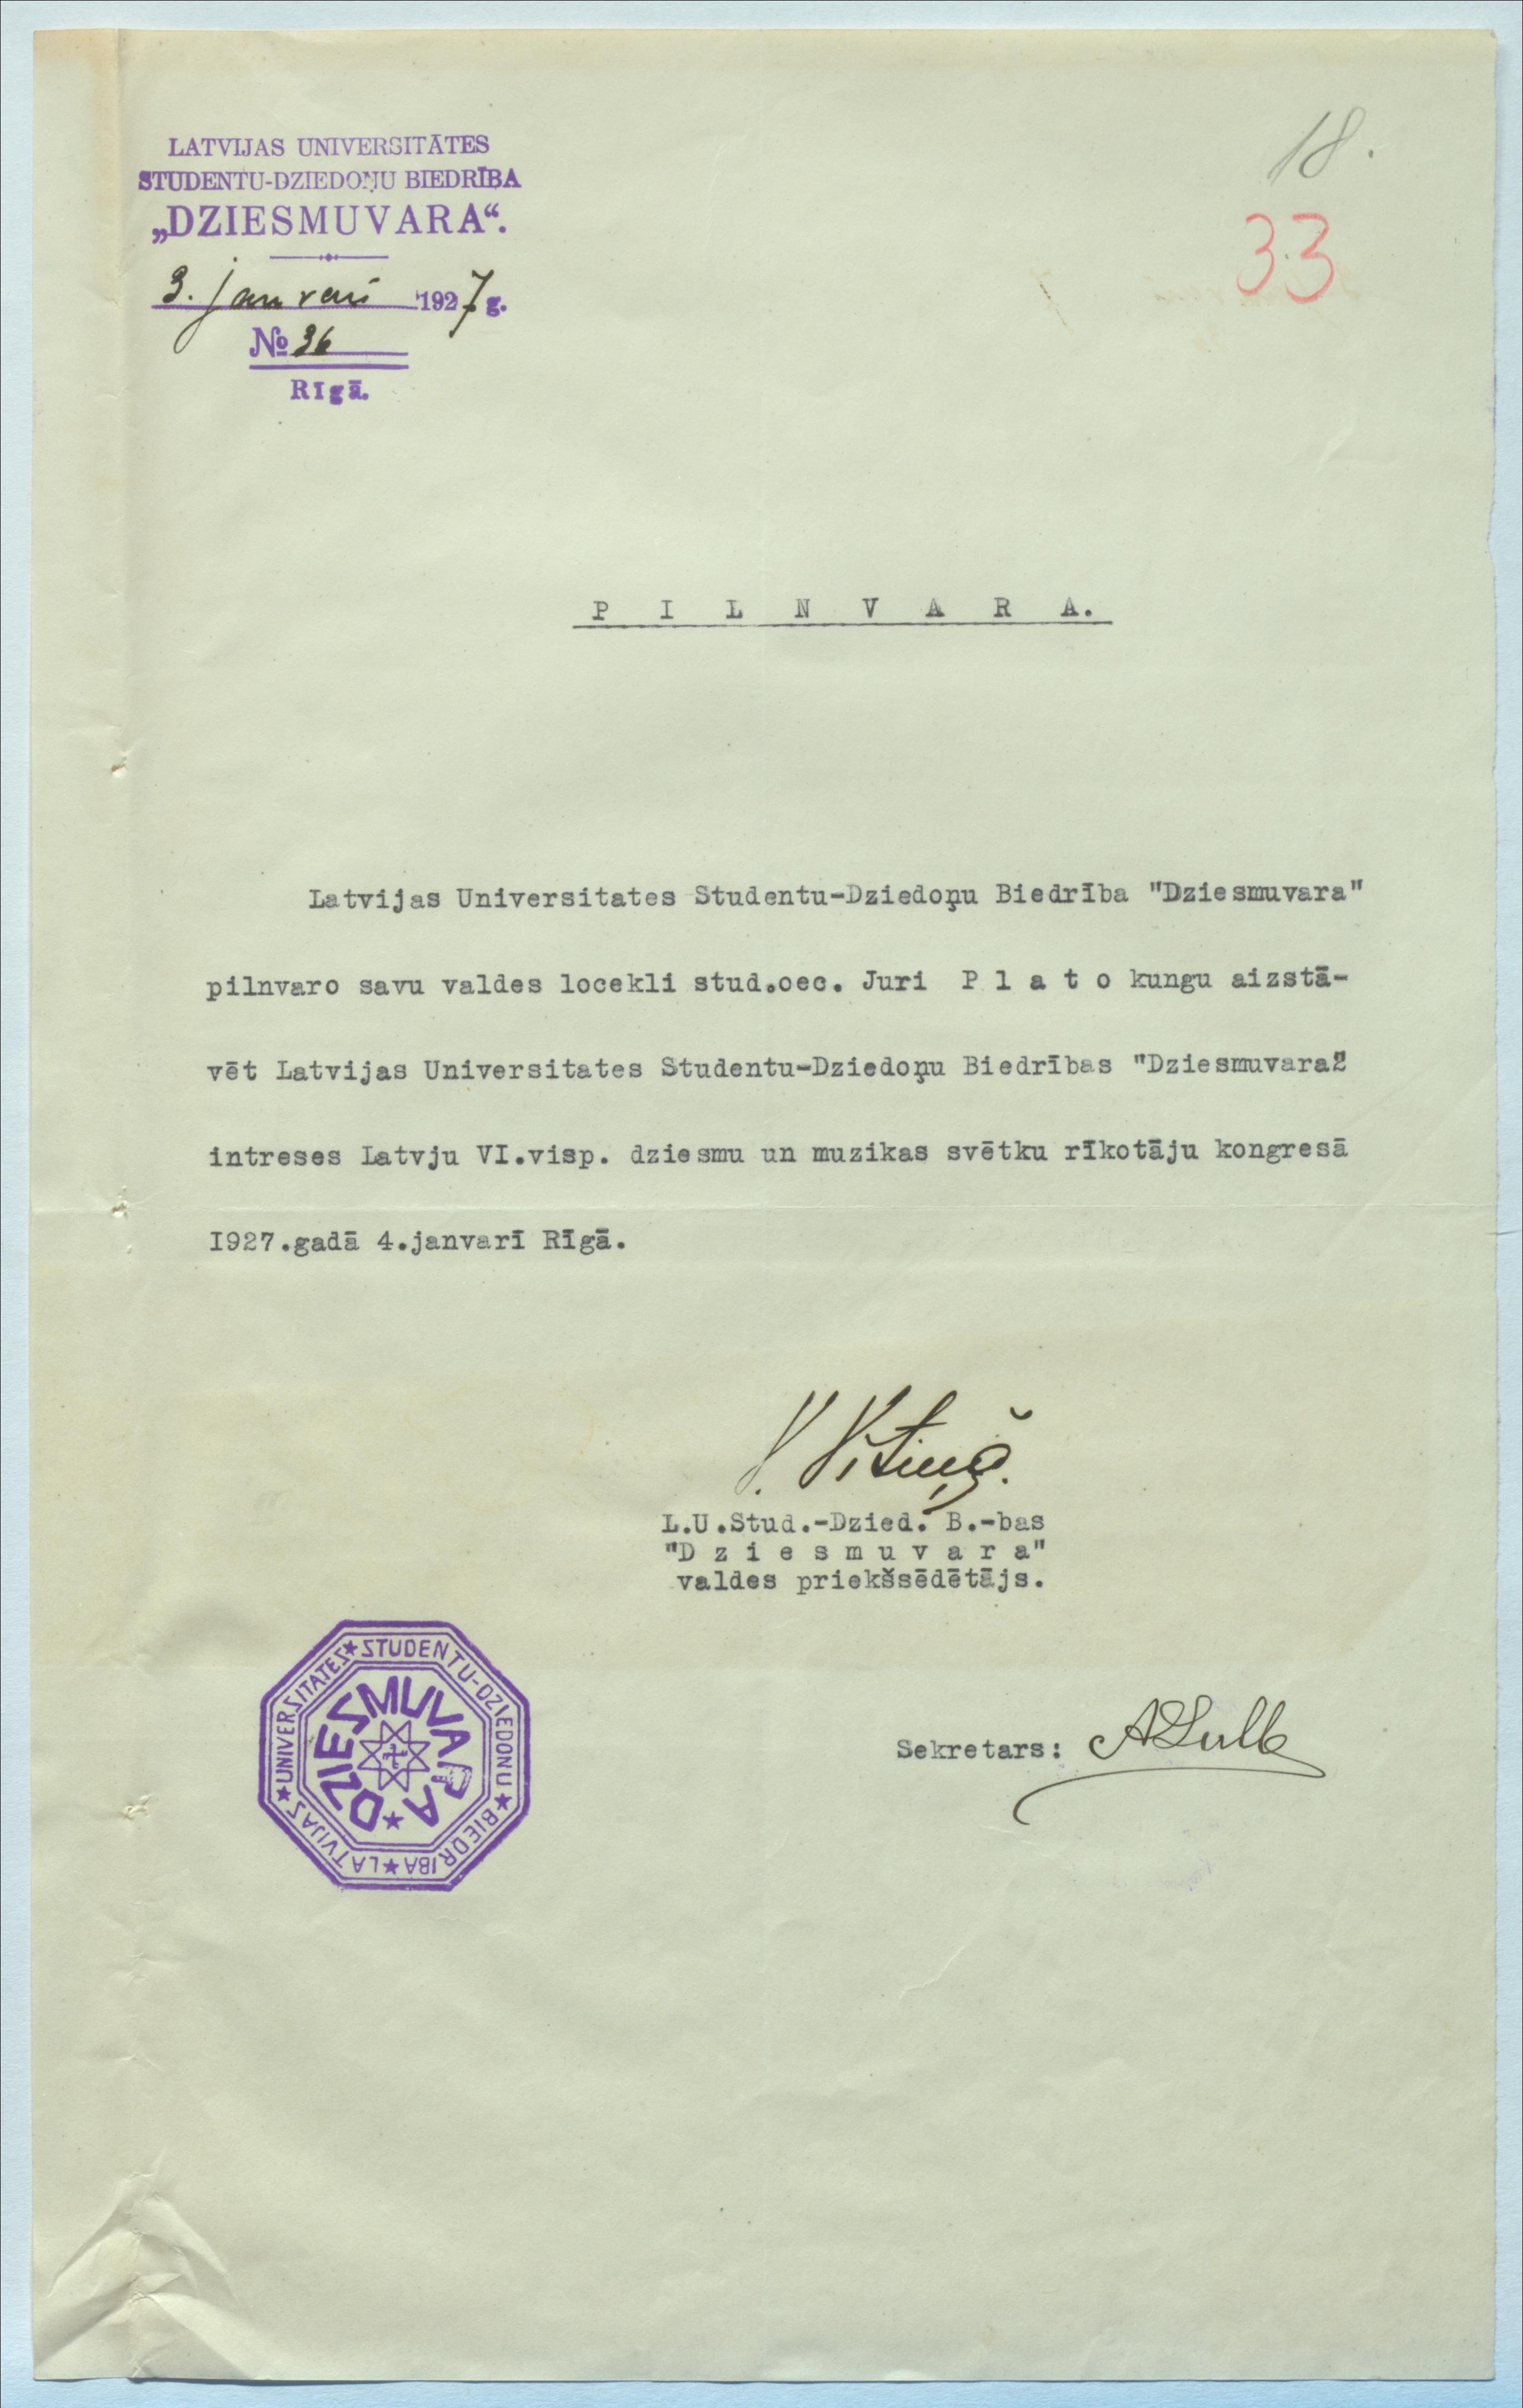 LATVIJAS UNIVERSITĀTES
STUDENTU-DZIEDOŅU BIEDRĪBA
„DZIESMUVARA“.
3. janvarī 1927 g.
№ 36
Rīgā.
18.
33
P I L N V A R A.
Latvijas Universitates Studentu-Dziedoņu Biedrība "Dziesmuvara"
pilnvaro savu valdes locekli stud.oec. Juri P l a t o kungu aizstā-
vēt Latvijas Universitates Studentu-Dziedoņu Biedrības "Dziesmuvara"
intreses Latvju VI.visp. dziesmu un muzikas svētku rīkotāju kongresā
I927.gadā 4.janvarī Rīgā.
V. Vītiņš.
L.U.Stud.-Dzied. B.-bas
"D z i e s m u v a r a"
valdes priekšsēdētājs.
LATVIJAS ★ UNIVERSITATES ★ STUDENTU-DZIEDONU ★ BIEDRIBA ★
DZIESMUVARA ★
Sekretars: